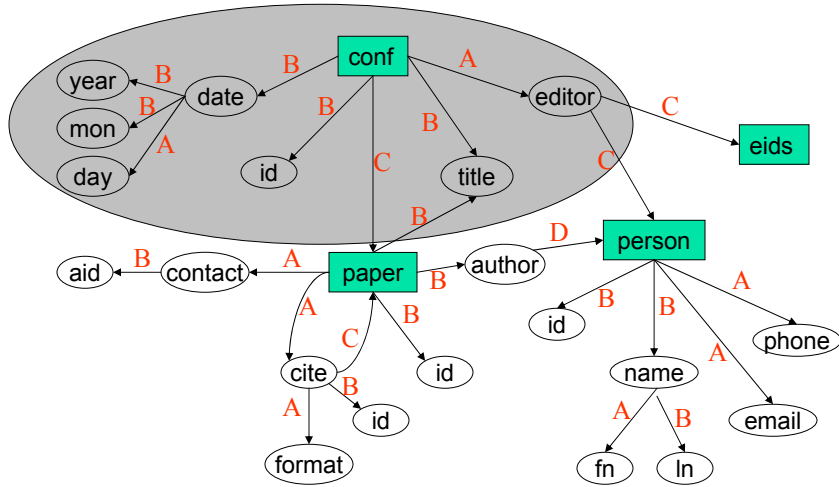 conf
A
B
year
B
date
editor
B
B
B
C
mon
A
C
eids
day
id
C
title
B
D
person
aid
B
contact
A
paper
B
author
A
B
B
B
A
id
phone
C
A
cite
B
id
name
A
id
A
B
email
format
fn
ln